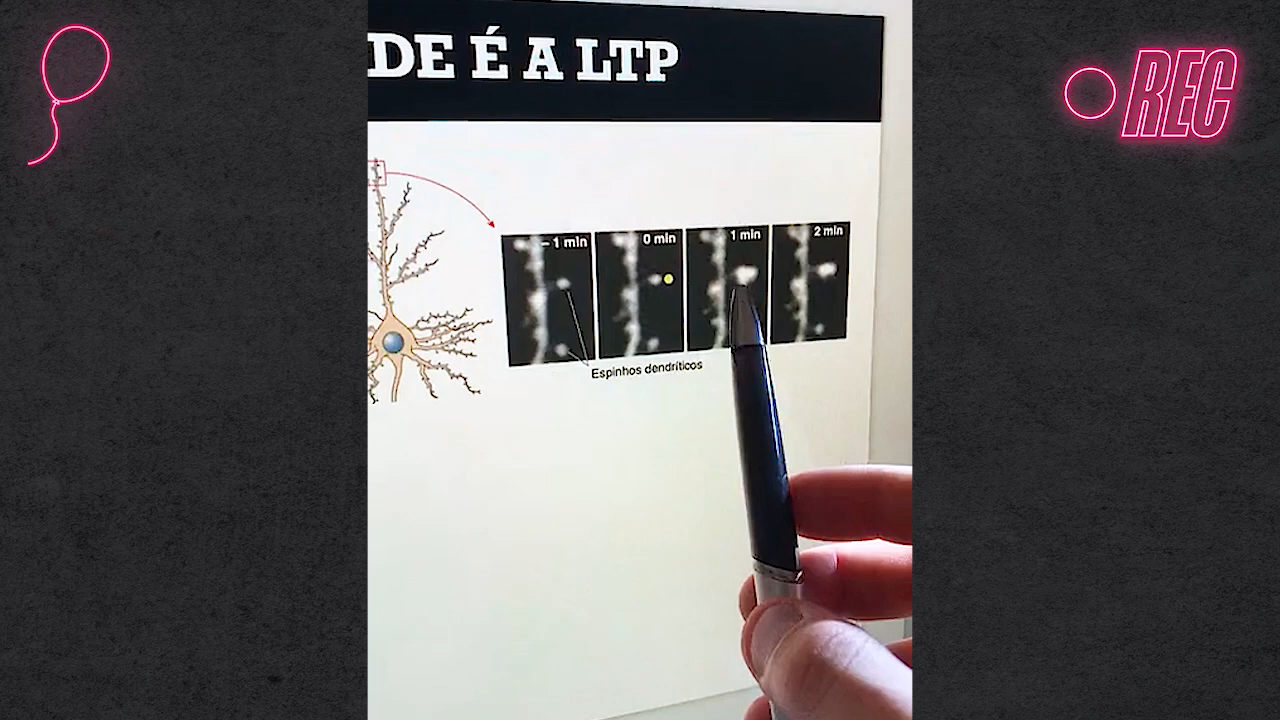 DE É A LTP
REC
– 1 min
0 min
1 min
2 min
Espinhos dendríticos